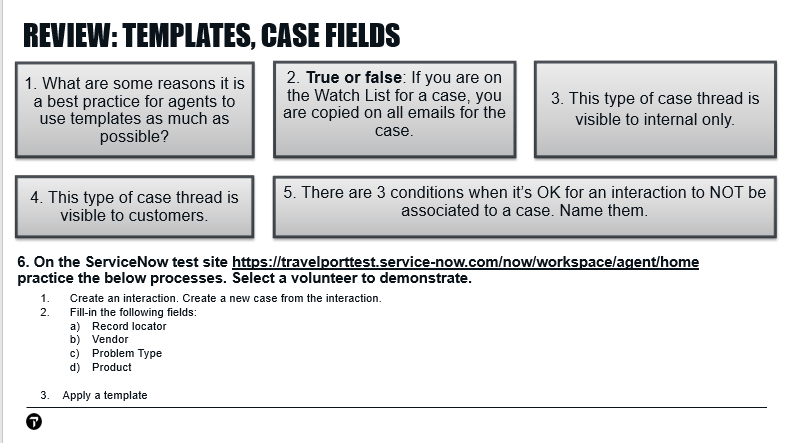 REVIEW: TEMPLATES, CASE FIELDS
1. What are some reasons it is
a best practice for agents to
use templates as much as
possible?
2. True or false: If you are on
the Watch List for a case, you
are copied on all emails for the
case.
3. This type of case thread is
visible to internal only.
4. This type of case thread is
visible to customers.
5. There are 3 conditions when it's OK for an interaction to NOT be
associated to a case. Name them.
6. On the ServiceNow test site https://travelporttest.service-now.com/now/workspace/agent/home
practice the below processes. Select a volunteer to demonstrate.
1. Create an interaction. Create a new case from the interaction.
2. Fill-in the following fields:
a) Record locator
b) Vendor
c) Problem Type
d) Product
3. Apply a template